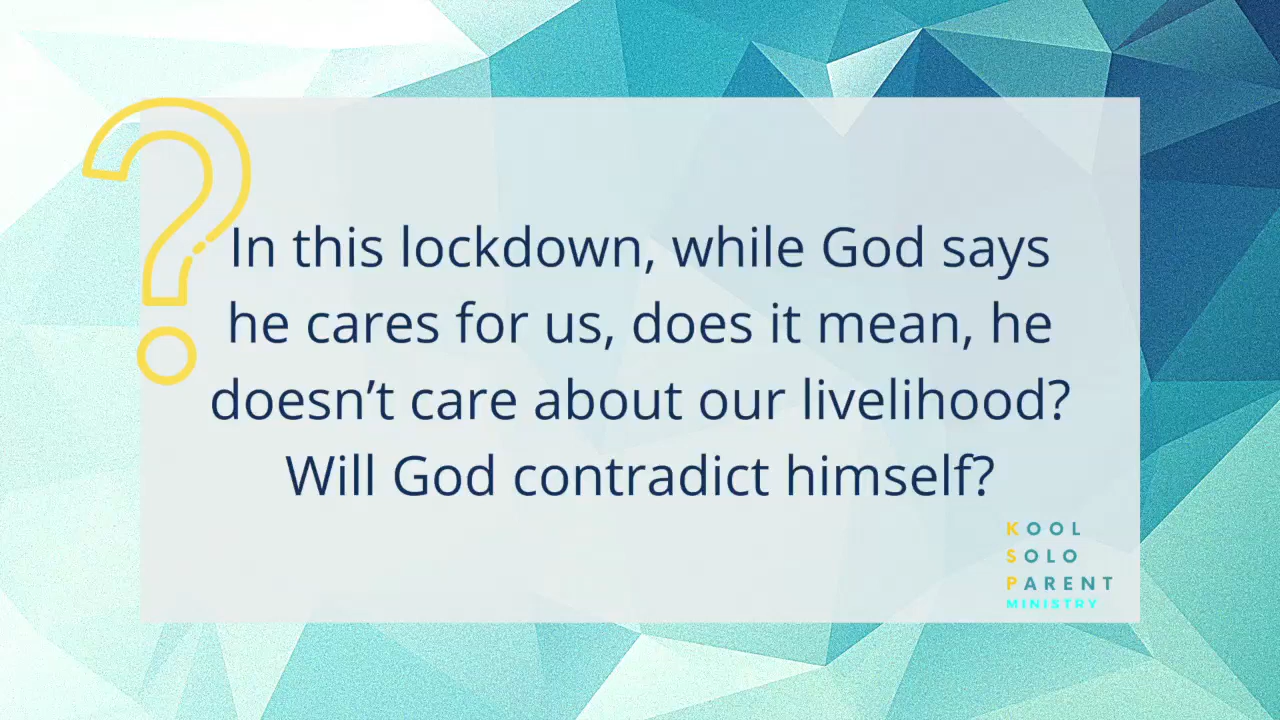 In this lockdown, while God says
he cares for us, does it mean, he
doesn’t care about our livelihood?
Will God contradict himself?
KOOL
SOLO
PARENT
MINISTRY